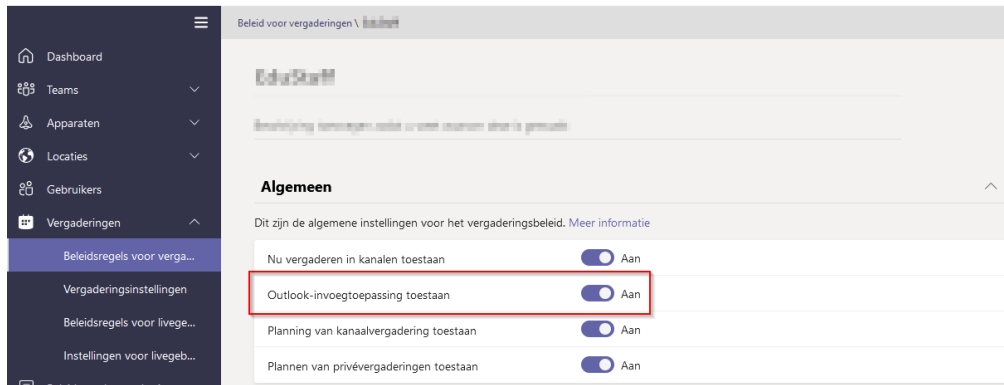 Beleid voor vergaderingen \
Dashboard
Teams
Apparaten
Locaties
Gebruikers
Vergaderingen
Beleidsregels voor verga...
Vergaderingsinstellingen
Beleidsregels voor livege...
Instellingen voor livegeb...
Algemeen
Dit zijn de algemene instellingen voor het vergaderingsbeleid. Meer informatie
Nu vergaderen in kanalen toestaan Aan
Outlook-invoegtoepassing toestaan Aan
Planning van kanaalvergadering toestaan Aan
Plannen van privévergaderingen toestaan Aan